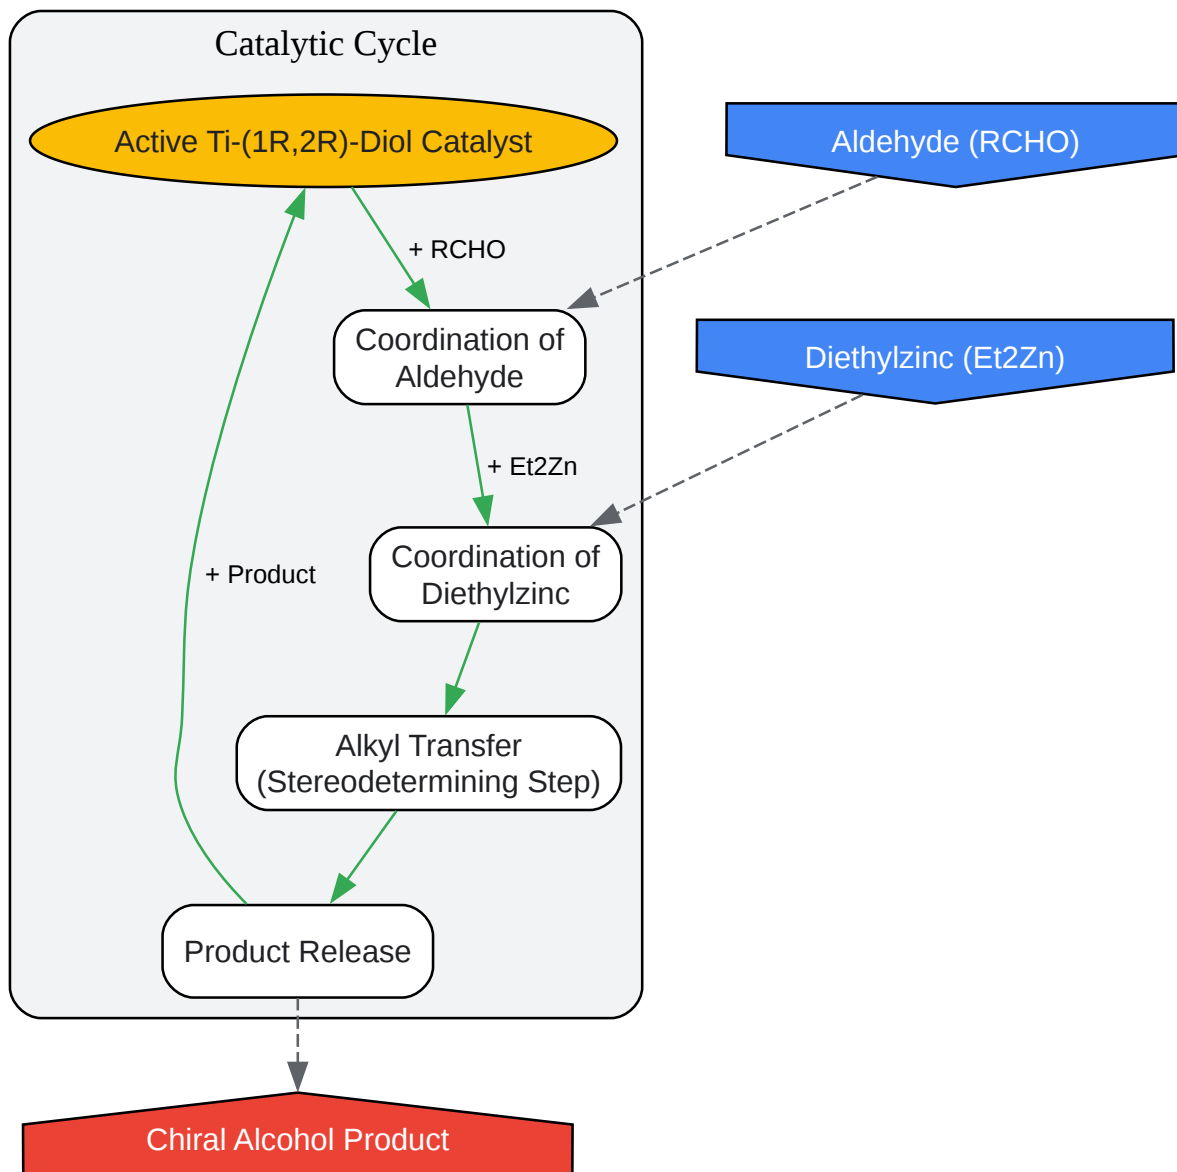 Catalytic Cycle
Active Ti-(1R,2R)-Diol Catalyst
Aldehyde (RCHO)
+ RCHO
Coordination of
Aldehyde
Diethylzinc (Et2Zn)
+ Et2Zn
Coordination of
Diethylzinc
+ Product
Alkyl Transfer
(Stereodetermining Step)
Product Release
Chiral Alcohol Product